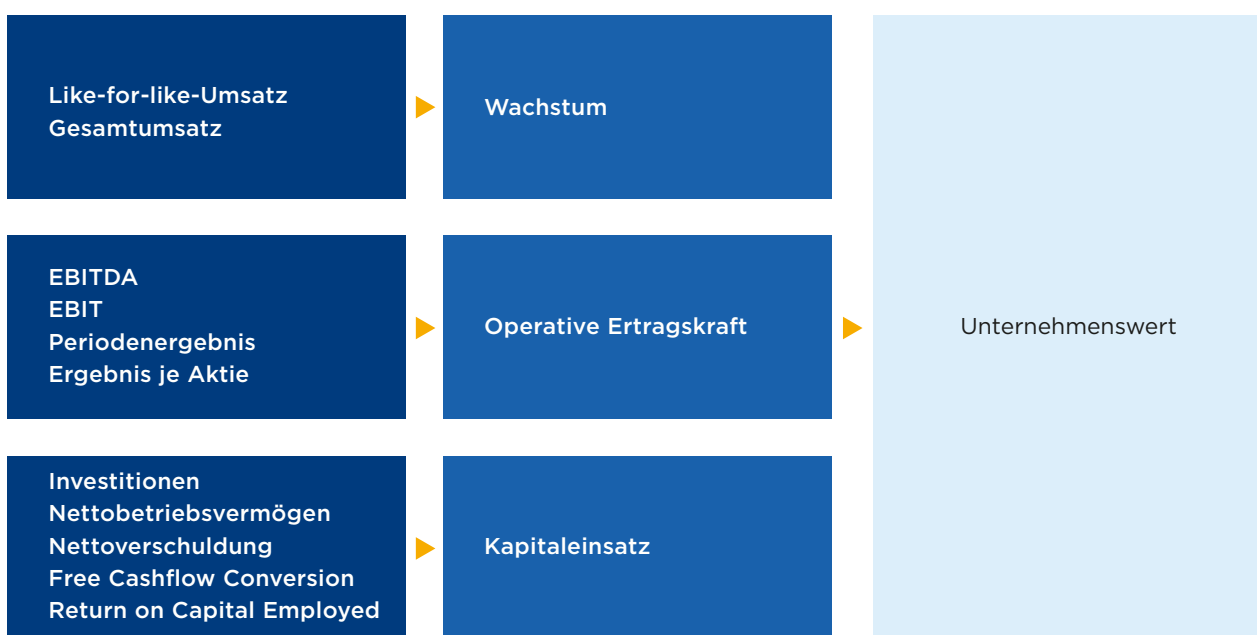 Like-for-like-Umsatz
Gesamtumsatz
Wachstum
EBITDA
EBIT
Periodenergebnis
Ergebnis je Aktie
Operative Ertragskraft
Unternehmenswert
Investitionen
Nettobetriebsvermögen
Nettoverschuldung
Free Cashflow Conversion
Return on Capital Employed
Kapitaleinsatz